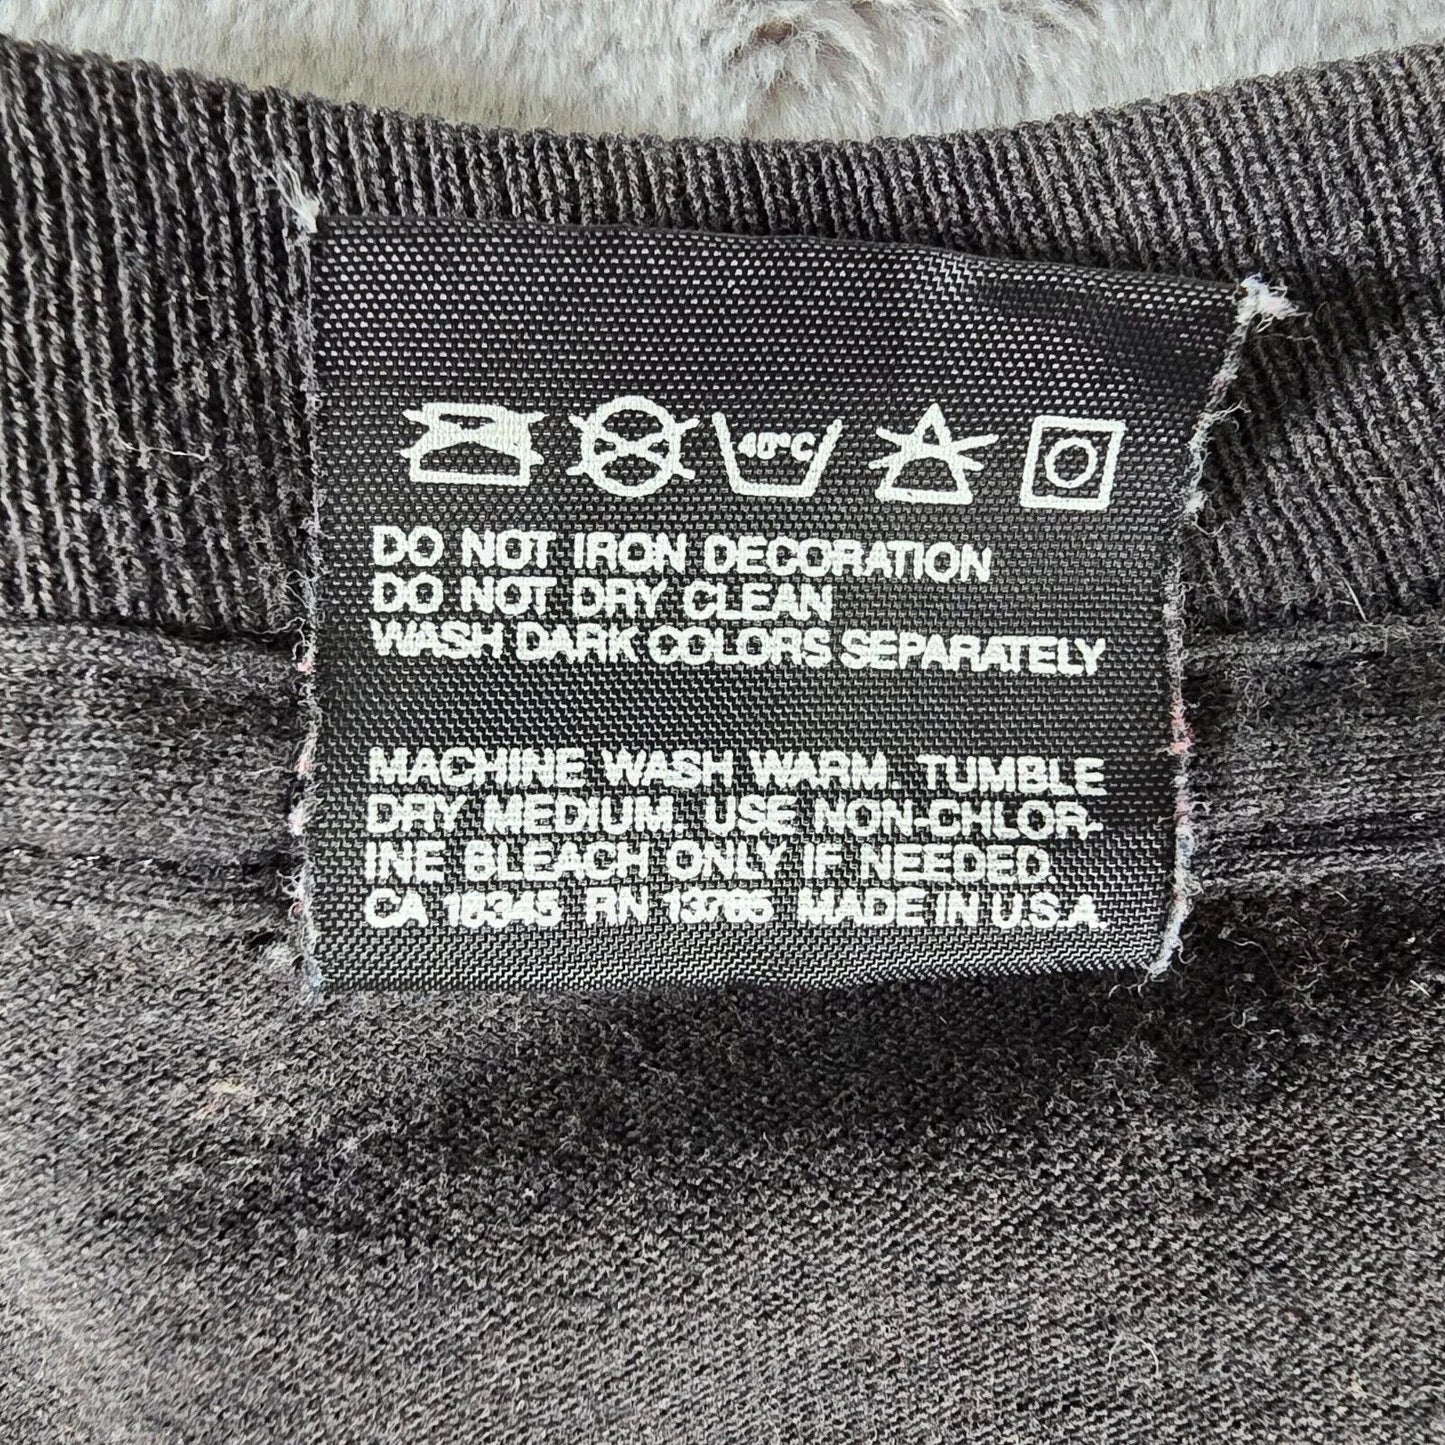 40°C
DO NOT IRON DECORATION
DO NOT DRY CLEAN
WASH DARK COLORS SEPARATELY
MACHINE WASH WARM. TUMBLE
DRY MEDIUM. USE NON-CHLOR-
INE BLEACH ONLY IF NEEDED.
CA 18345 RN 13765 MADE IN U.S.A.